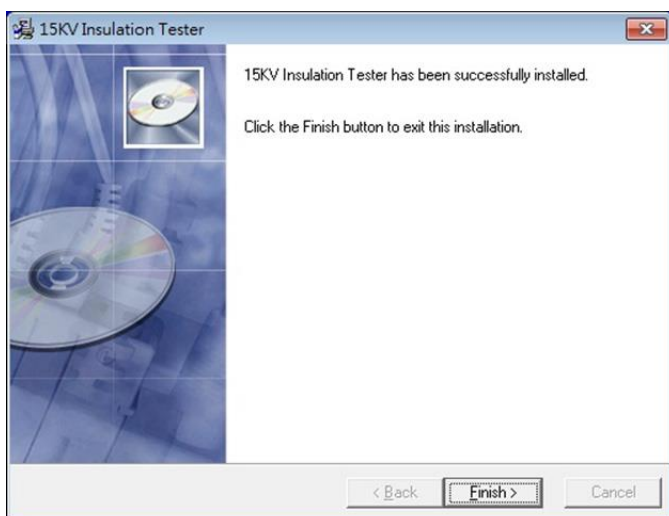 15KV Insulation Tester
15KV Insulation Tester has been successfully installed.
Click the Finish button to exit this installation.
< Back
Finish >
Cancel